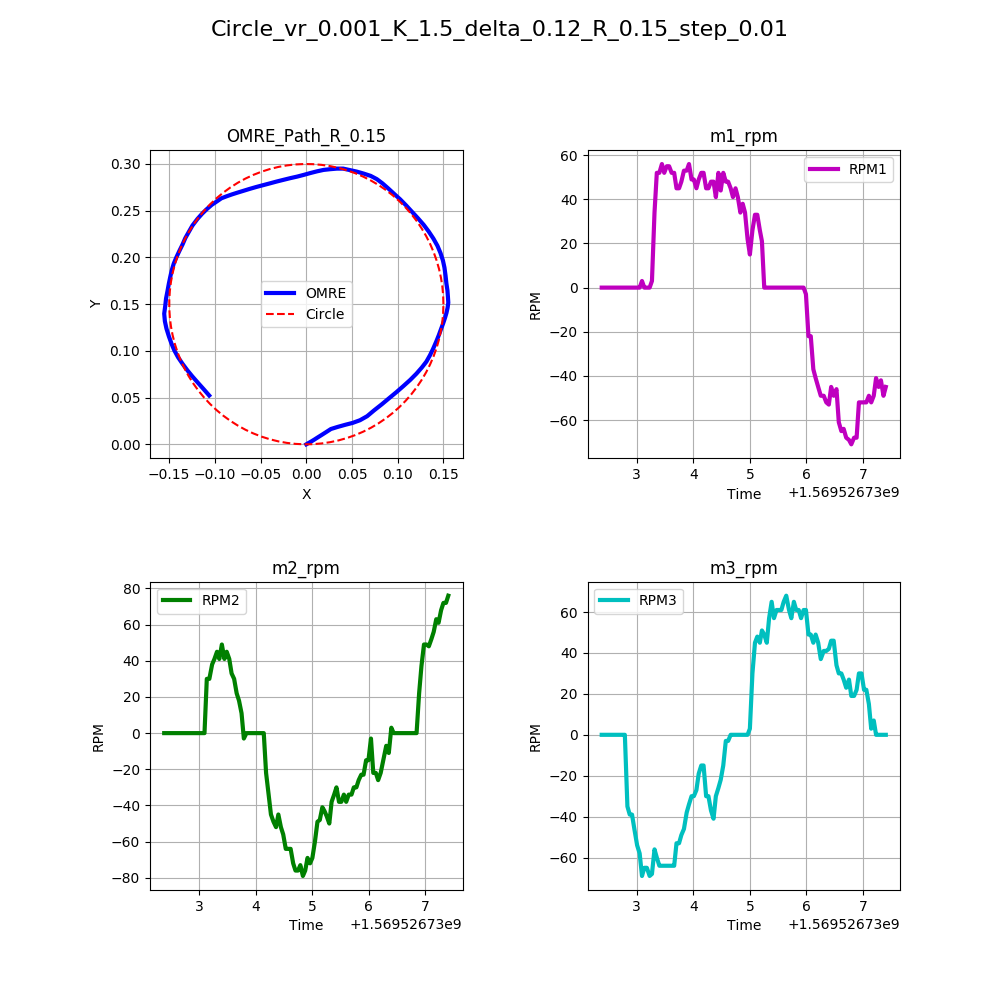 Circle_vr_0.001_K_1.5_delta_0.12_R_0.15_step_0.01
OMRE_Path_R_0.15
0.30
0.25
0.20
0.15
0.10
0.05
0.00
Y
OMRE
Circle
−0.15 −0.10 −0.05 0.00 0.05 0.10 0.15
X
m1_rpm
60
40
20
0
−20
−40
−60
RPM
RPM1
3 4 5 6 7
Time
+1.56952673e9
m2_rpm
80
60
40
20
0
−20
−40
−60
−80
RPM
RPM2
3 4 5 6 7
Time
+1.56952673e9
m3_rpm
60
40
20
0
−20
−40
−60
RPM
RPM3
3 4 5 6 7
Time
+1.56952673e9